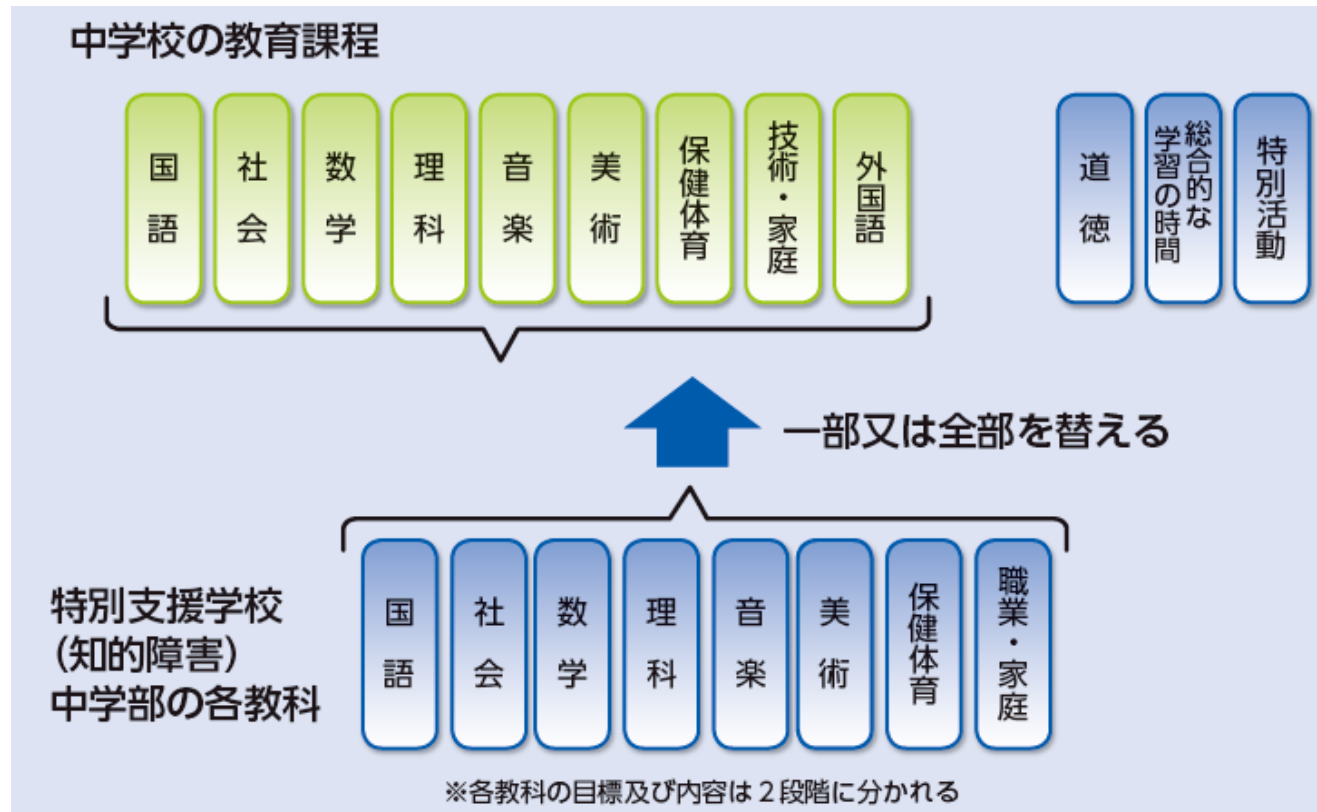 中学校の教育課程
国語
社会
数学
理科
音楽
美術
保健体育
技術・家庭
外国語
道徳
総合的な
学習の時間
特別活動
一部又は全部を替える
特別支援学校
（知的障害）
中学部の各教科
国語
社会
数学
理科
音楽
美術
保健体育
職業・家庭
※各教科の目標及び内容は２段階に分かれる